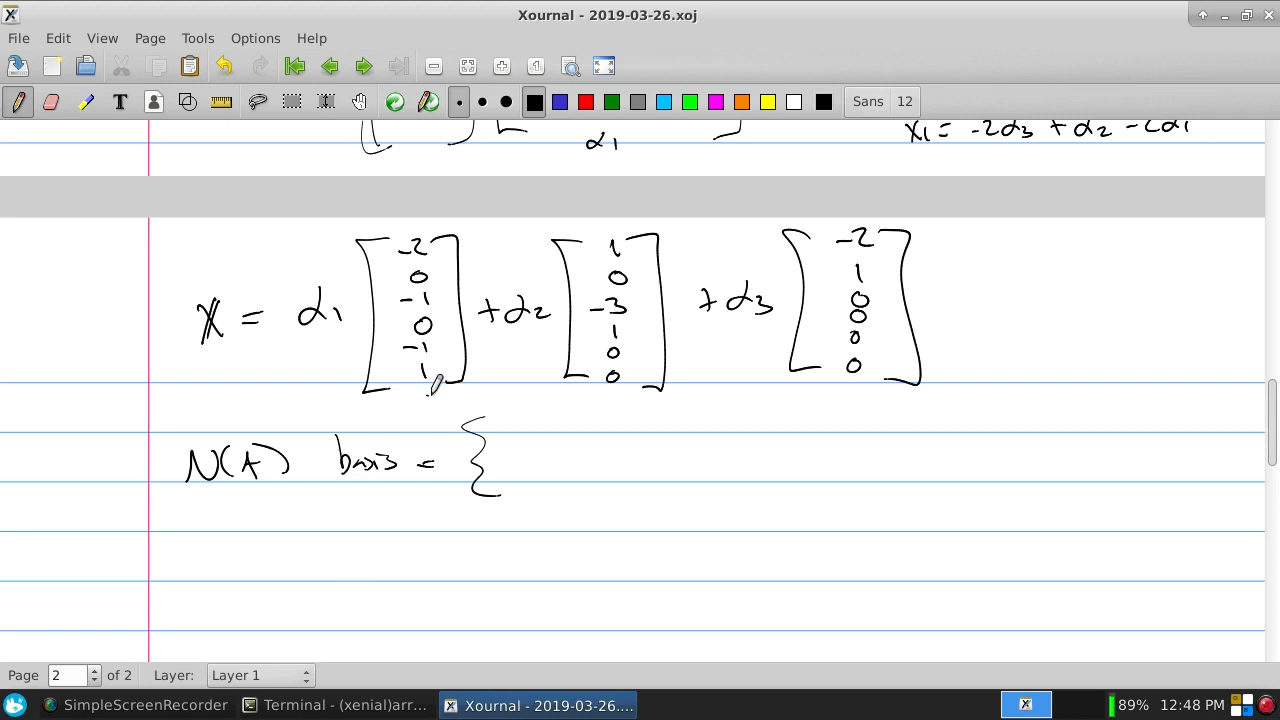 Xournal - 2019-03-26.xoj
File Edit View Page Tools Options Help
Sans 12
α1
x1 = -2α3 + α2 - 2α1
x = α1 [-2 0 -1 0 -1 1] + α2 [1 0 -3 1 0 0] + α3 [-2 1 0 0 0 0]
N(A) basis = {
Page 2 of 2 Layer: Layer 1
SimpleScreenRecorder Terminal - (xenial)arr... Xournal - 2019-03-26.... 89% 12:48 PM